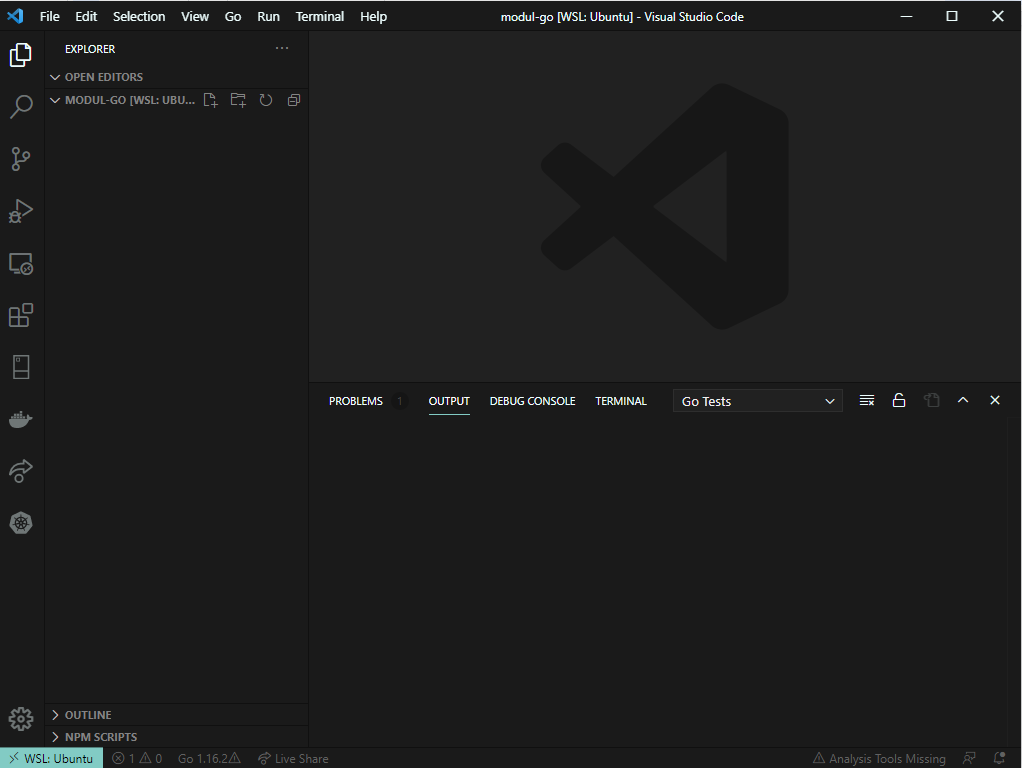 File Edit Selection View Go Run Terminal Help modul-go [WSL: Ubuntu] - Visual Studio Code
EXPLORER
OPEN EDITORS
MODUL-GO [WSL: UBU...
PROBLEMS 1 OUTPUT DEBUG CONSOLE TERMINAL Go Tests
OUTLINE
NPM SCRIPTS
WSL: Ubuntu 1 0 Go 1.16.2 Live Share Analysis Tools Missing